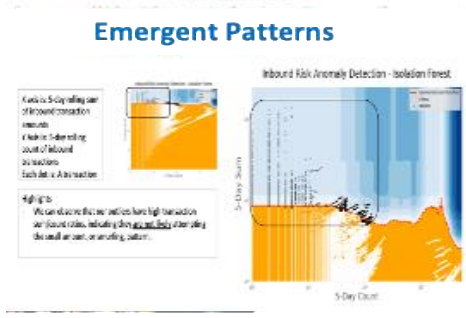 Emergent Patterns
X axis is: 5-day rolling sum
of inbound transaction
amounts
Y Axis is: 5-day rolling
count of inbound
transactions
Each dot is: A transaction
Inbound Risk Anomaly Detection - Isolation Forest
5-Day Sum
5-Day Count
Highlights
We can observe that our outliers have high transaction
sum/count ratios, indicating they are not likely attempting
the small amount, or smurfing, pattern.